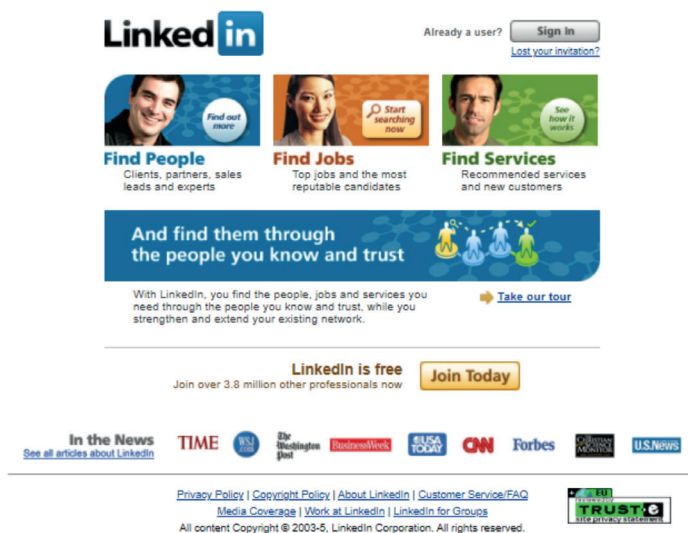 Linked in
Already a user? Sign In
Lost your invitation?
Find out
more
Start
searching
now
See
how it
works
Find People
Clients, partners, sales
leads and experts
Find Jobs
Top jobs and the most
reputable candidates
Find Services
Recommended services
and new customers
And find them through
the people you know and trust
With LinkedIn, you find the people, jobs and services you
need through the people you know and trust, while you
strengthen and extend your existing network.
Take our tour
LinkedIn is free
Join over 3.8 million other professionals now
Join Today
In the News
See all articles about LinkedIn
TIME
WSJ
.com
The
Washington
Post
BusinessWeek
USA
TODAY
CNN
Forbes
The Christian
Science
Monitor
U.S.News
Privacy Policy | Copyright Policy | About LinkedIn | Customer Service/FAQ
Media Coverage | Work at LinkedIn | LinkedIn for Groups
All content Copyright © 2003-5, LinkedIn Corporation. All rights reserved.
EU
TRUSTe
site privacy statement